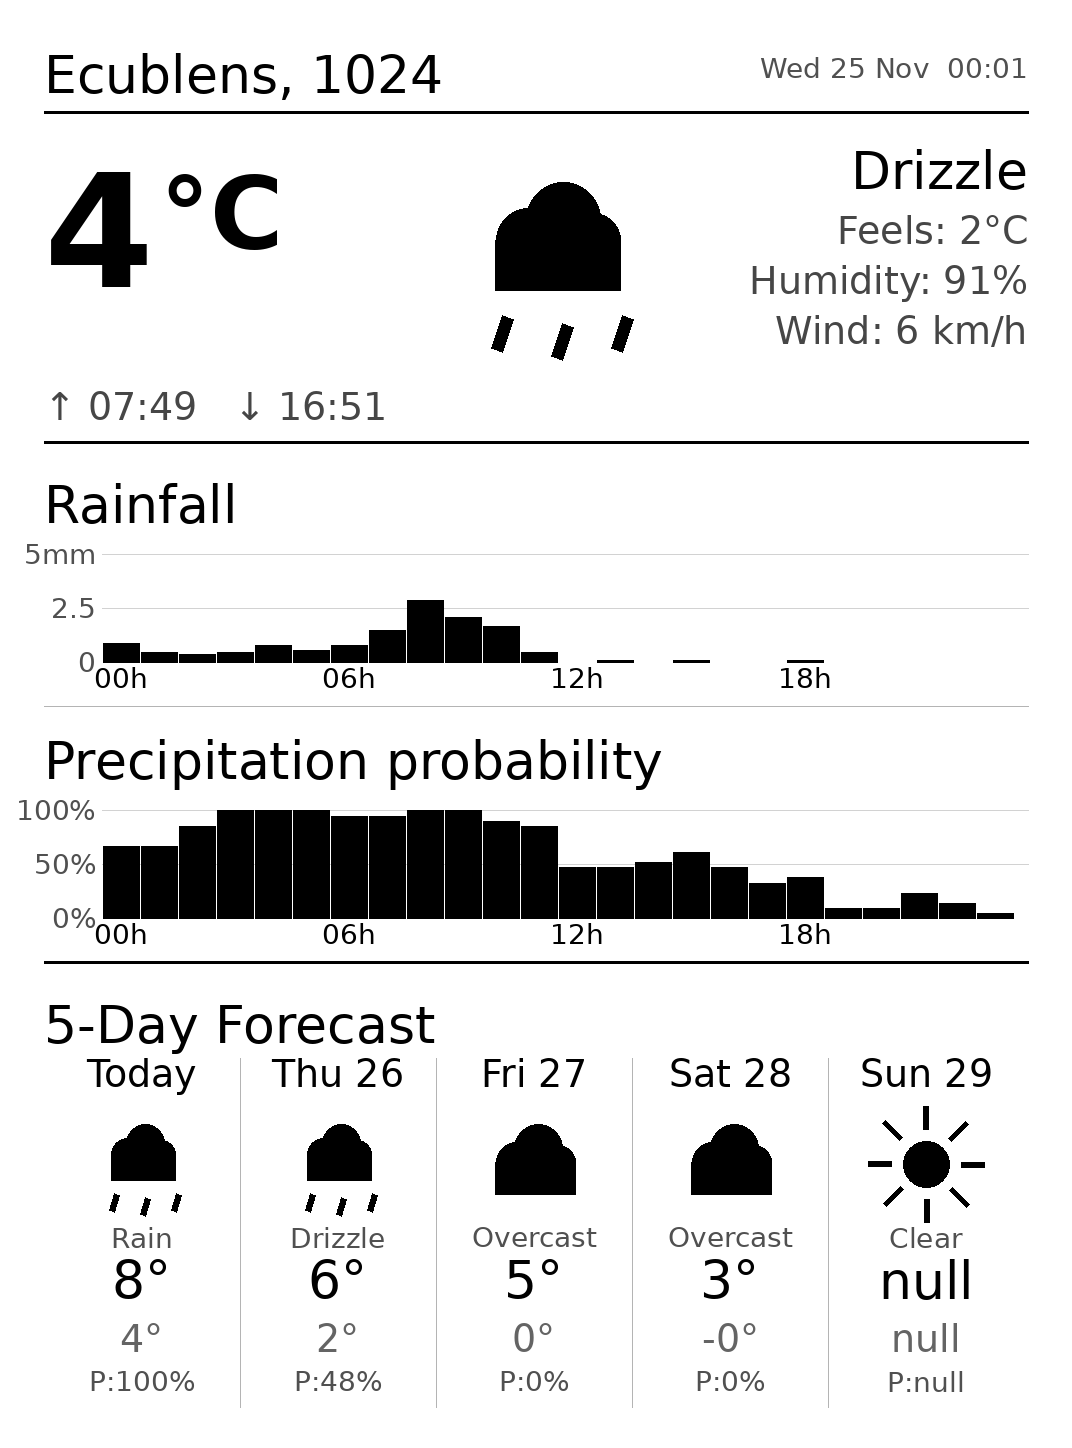 Ecublens, 1024
Wed 25 Nov  00:01
4 °C
Drizzle
Feels: 2°C
Humidity: 91%
Wind: 6 km/h
↑ 07:49   ↓ 16:51
Rainfall
5mm
2.5
0
00h 06h 12h 18h
Precipitation probability
100%
50%
0%
00h 06h 12h 18h
5-Day Forecast
Today Thu 26 Fri 27 Sat 28 Sun 29
Rain Drizzle Overcast Overcast Clear
8° 6° 5° 3° null
4° 2° 0° -0° null
P:100% P:48% P:0% P:0% P:null